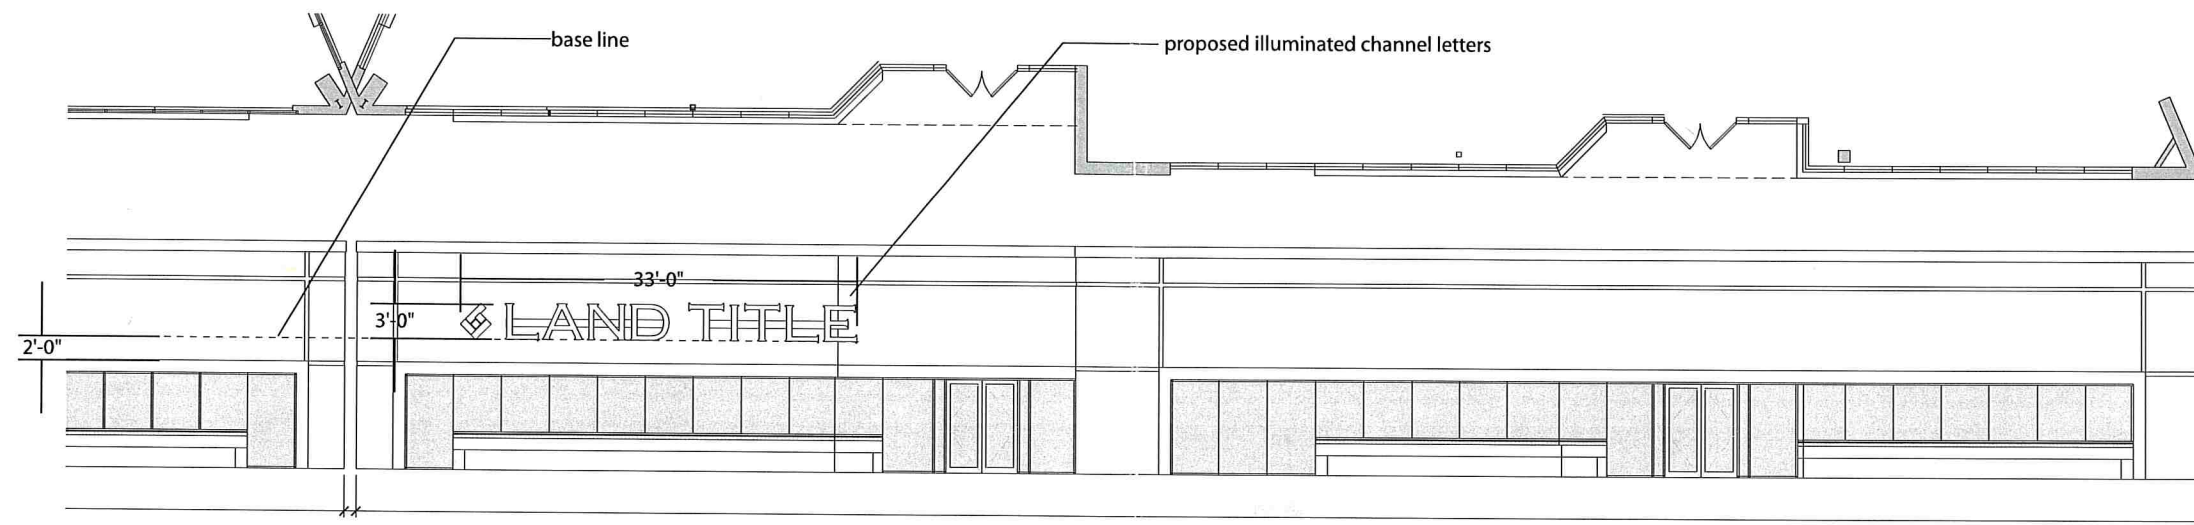 base line
proposed illuminated channel letters
33'-0"
3'-0"
LAND TITLE
2'-0"